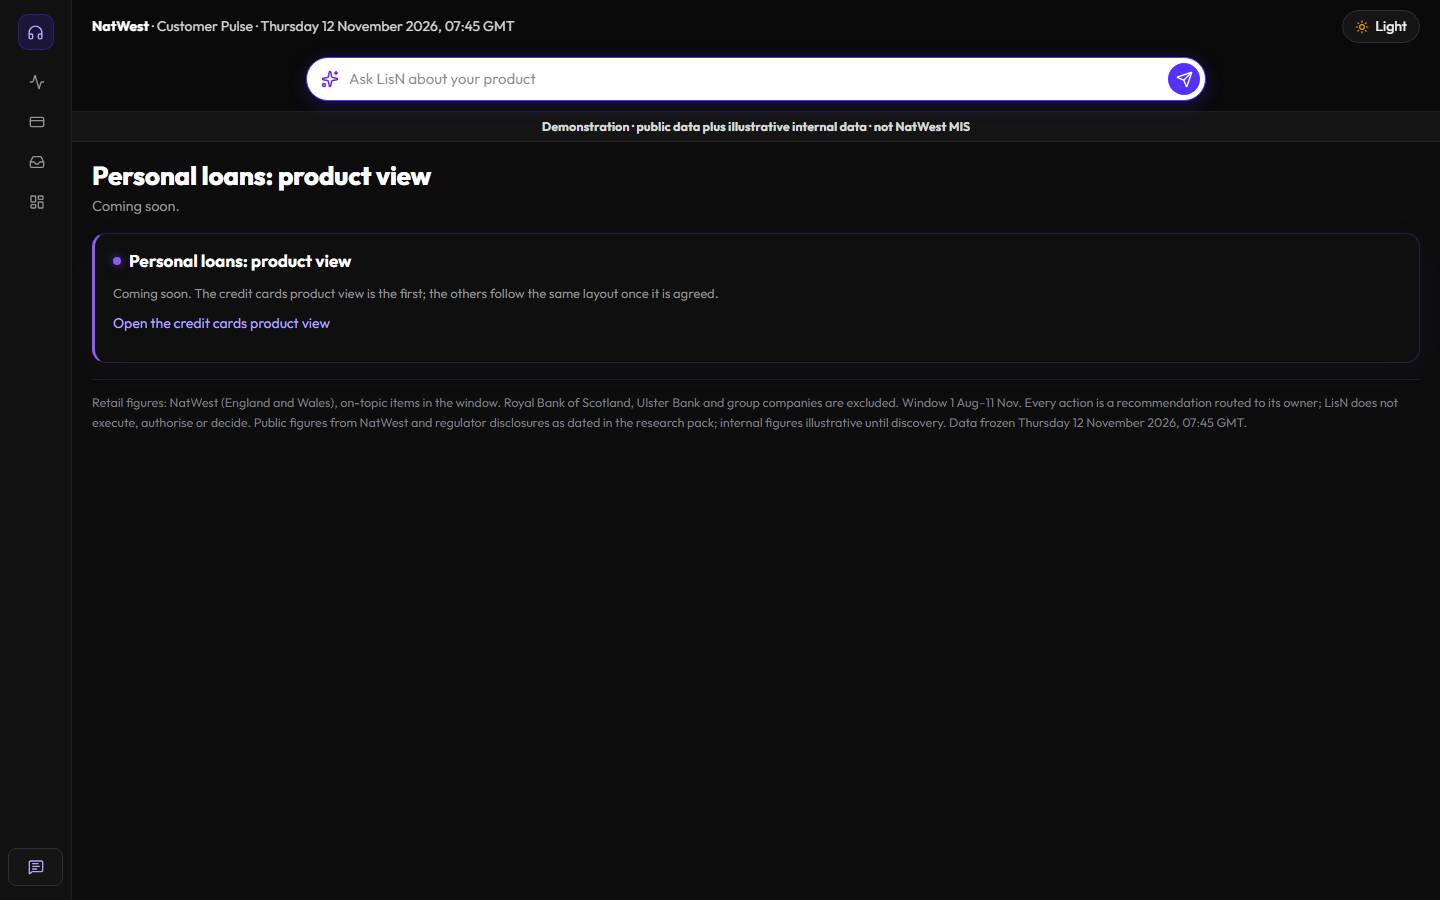 NatWest · Customer Pulse · Thursday 12 November 2026, 07:45 GMT
Light
Ask LisN about your product
Demonstration · public data plus illustrative internal data · not NatWest MIS
Personal loans: product view
Coming soon.
Personal loans: product view
Coming soon. The credit cards product view is the first; the others follow the same layout once it is agreed.
Open the credit cards product view
Retail figures: NatWest (England and Wales), on-topic items in the window. Royal Bank of Scotland, Ulster Bank and group companies are excluded. Window 1 Aug–11 Nov. Every action is a recommendation routed to its owner; LisN does not
execute, authorise or decide. Public figures from NatWest and regulator disclosures as dated in the research pack; internal figures illustrative until discovery. Data frozen Thursday 12 November 2026, 07:45 GMT.